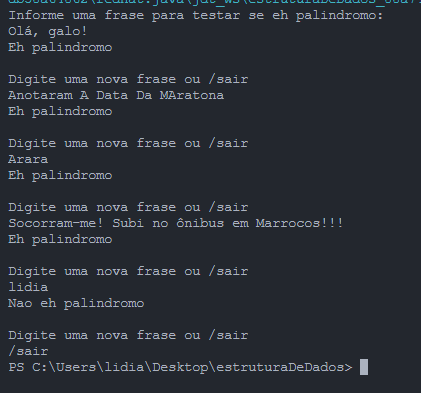 Informe uma frase para testar se eh palindromo:
Olá, galo!
Eh palindromo
Digite uma nova frase ou /sair
Anotaram A Data Da MAratona
Eh palindromo
Digite uma nova frase ou /sair
Arara
Eh palindromo
Digite uma nova frase ou /sair
Socorram-me! Subi no ônibus em Marrocos!!!
Eh palindromo
Digite uma nova frase ou /sair
lidia
Nao eh palindromo
Digite uma nova frase ou /sair
/sair
PS C:\Users\lidia\Desktop\estruturaDeDados>